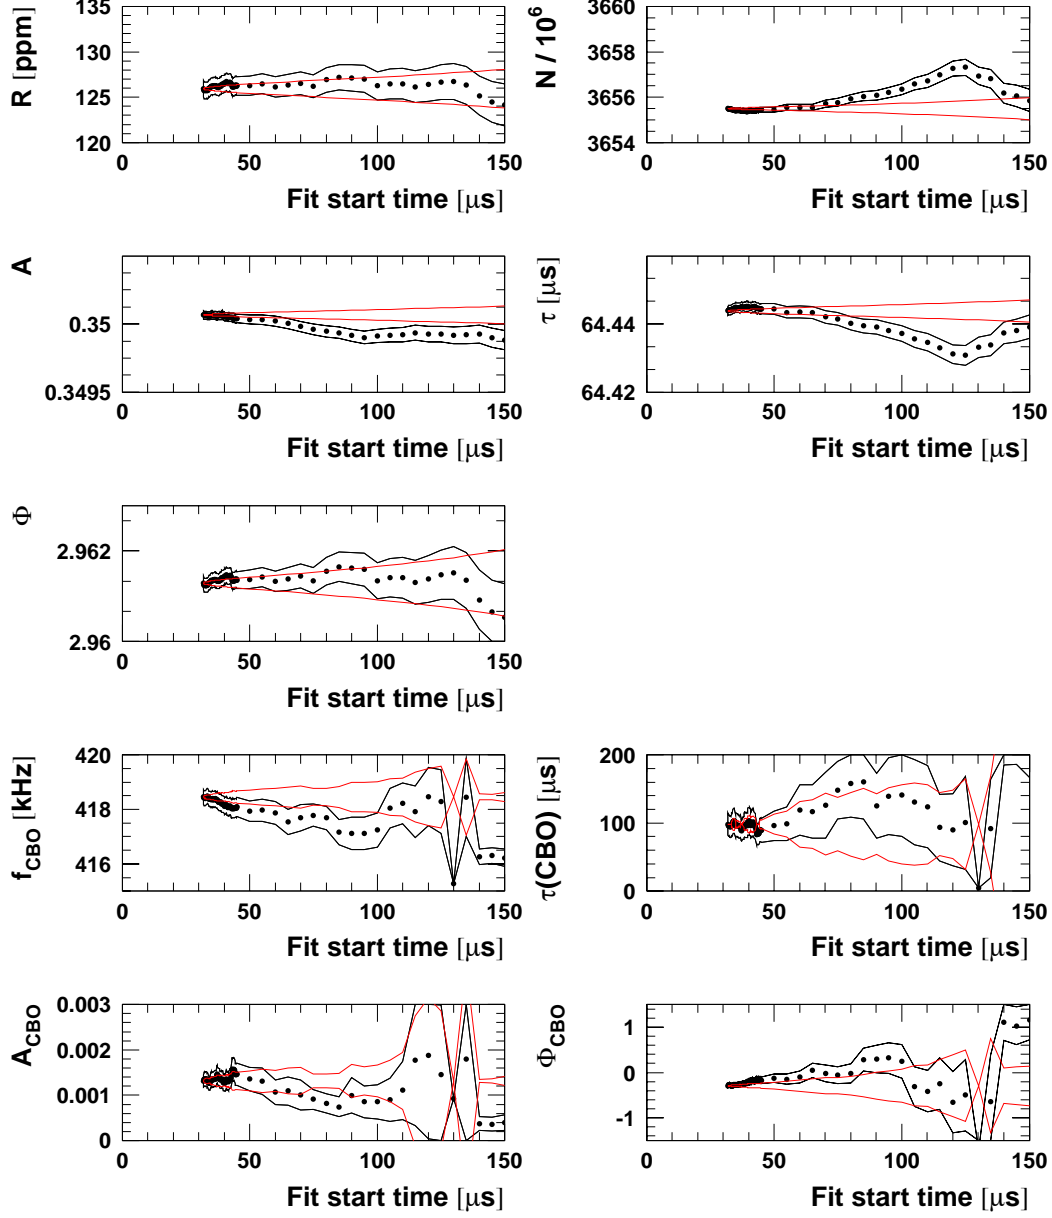 R [ppm]
135
130
125
120
0 50 100 150
Fit start time [μs]
N / 10^6
3660
3658
3656
3654
0 50 100 150
Fit start time [μs]
A
0.35
0.3495
0 50 100 150
Fit start time [μs]
τ [μs]
64.44
64.42
0 50 100 150
Fit start time [μs]
Φ
2.962
2.96
0 50 100 150
Fit start time [μs]
f_CBO [kHz]
420
418
416
0 50 100 150
Fit start time [μs]
τ(CBO) [μs]
200
100
0
0 50 100 150
Fit start time [μs]
A_CBO
0.003
0.002
0.001
0
0 50 100 150
Fit start time [μs]
Φ_CBO
1
0
-1
0 50 100 150
Fit start time [μs]